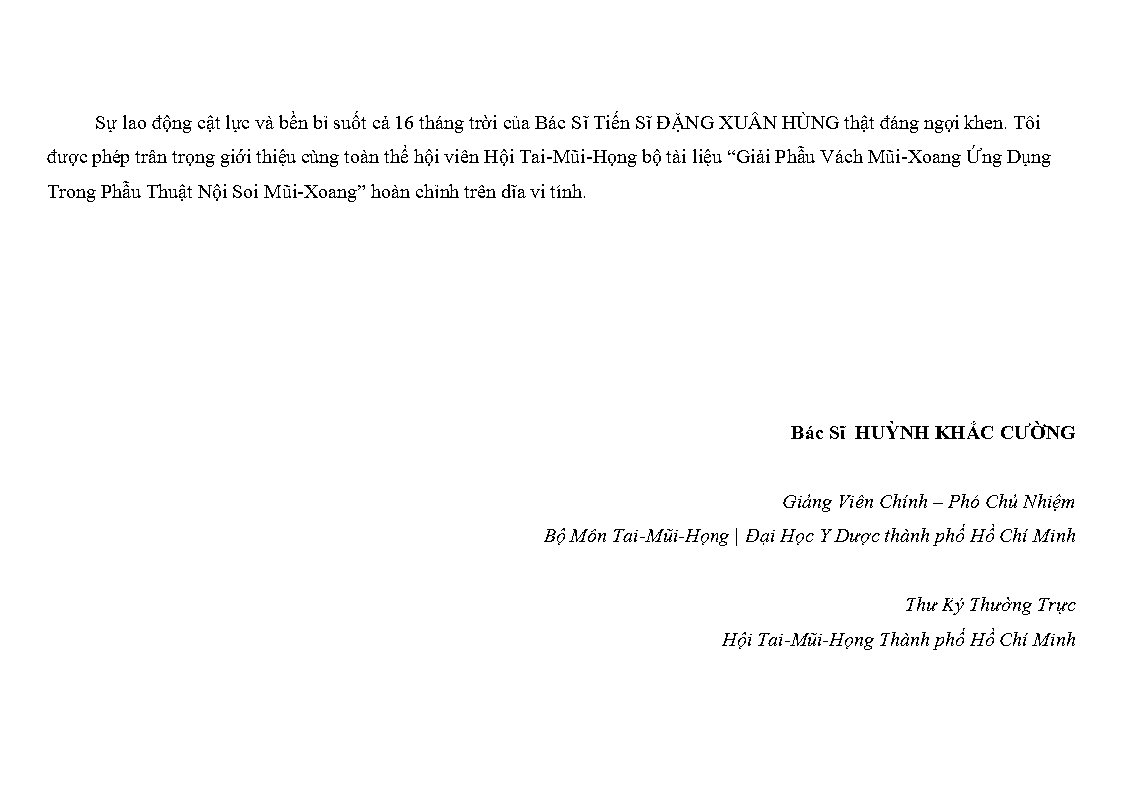 Sự lao động cật lực và bền bỉ suốt cả 16 tháng trời của Bác Sĩ Tiến Sĩ ĐẶNG XUÂN HÙNG thật đáng ngợi khen. Tôi
được phép trân trọng giới thiệu cùng toàn thể hội viên Hội Tai-Mũi-Họng bộ tài liệu “Giải Phẫu Vách Mũi-Xoang Ứng Dụng
Trong Phẫu Thuật Nội Soi Mũi-Xoang” hoàn chỉnh trên dĩa vi tính.
Bác Sĩ HUỲNH KHẮC CƯỜNG
Giảng Viên Chính – Phó Chủ Nhiệm
Bộ Môn Tai-Mũi-Họng | Đại Học Y Dược thành phố Hồ Chí Minh
Thư Ký Thường Trực
Hội Tai-Mũi-Họng Thành phố Hồ Chí Minh